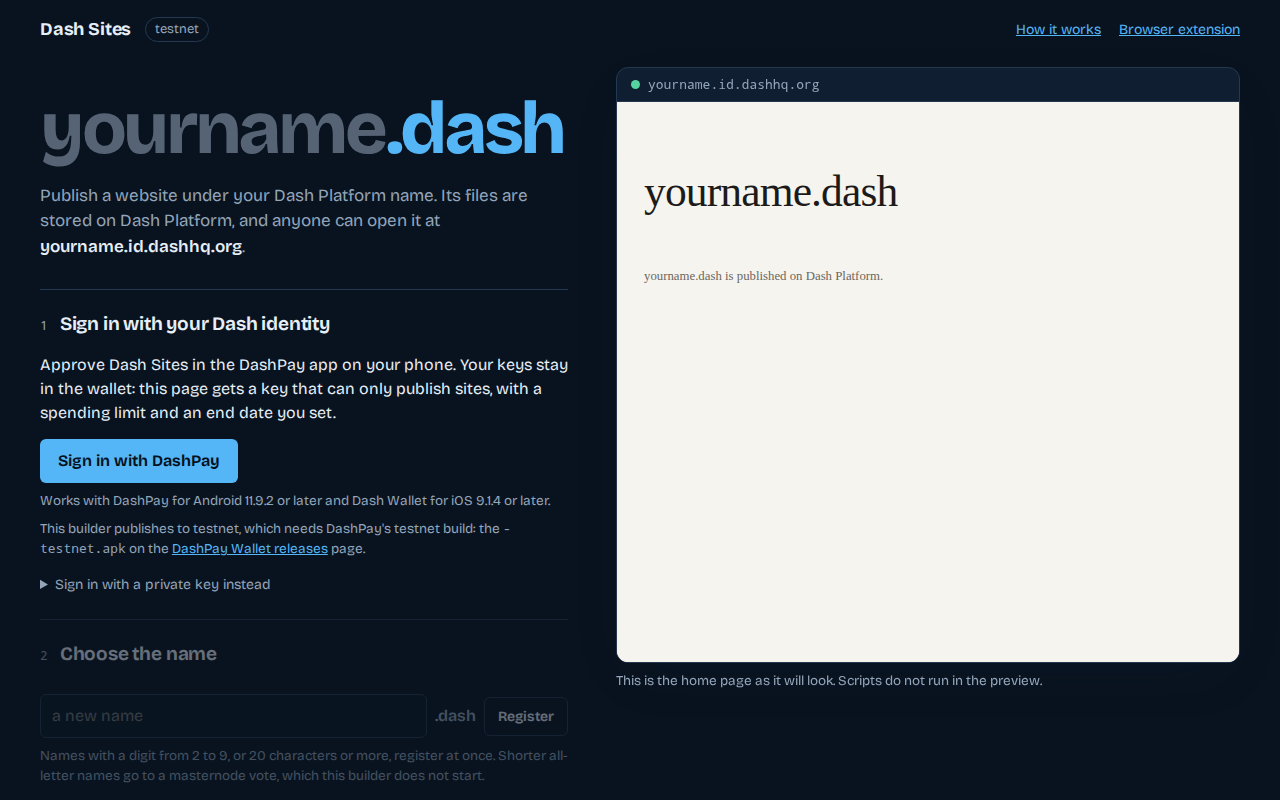 Dash Sites
testnet
How it works
Browser extension
yourname.dash
Publish a website under your Dash Platform name. Its files are
stored on Dash Platform, and anyone can open it at
yourname.id.dashhq.org.
1 Sign in with your Dash identity
Approve Dash Sites in the DashPay app on your phone. Your keys stay
in the wallet: this page gets a key that can only publish sites, with a
spending limit and an end date you set.
Sign in with DashPay
Works with DashPay for Android 11.9.2 or later and Dash Wallet for iOS 9.1.4 or later.
This builder publishes to testnet, which needs DashPay's testnet build: the -
testnet.apk on the DashPay Wallet releases page.
Sign in with a private key instead
2 Choose the name
a new name
.dash
Register
Names with a digit from 2 to 9, or 20 characters or more, register at once. Shorter all-
letter names go to a masternode vote, which this builder does not start.
yourname.id.dashhq.org
yourname.dash
yourname.dash is published on Dash Platform.
This is the home page as it will look. Scripts do not run in the preview.